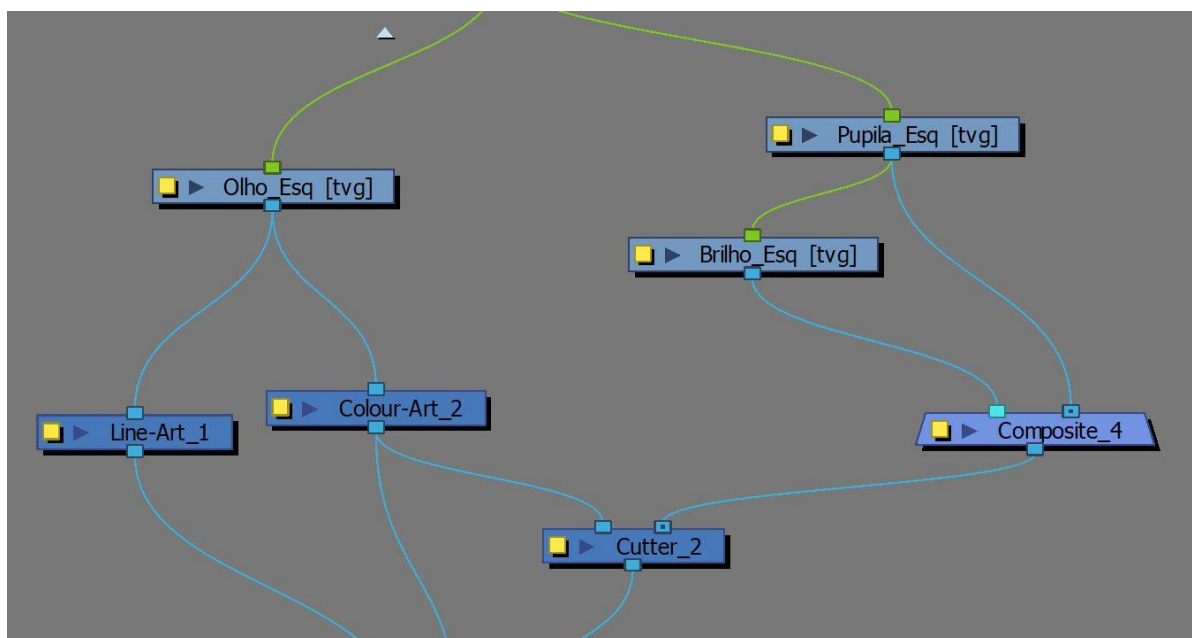 Pupila_Esq [tvg]
Olho_Esq [tvg]
Brilho_Esq [tvg]
Colour-Art_2
Line-Art_1
Composite_4
Cutter_2